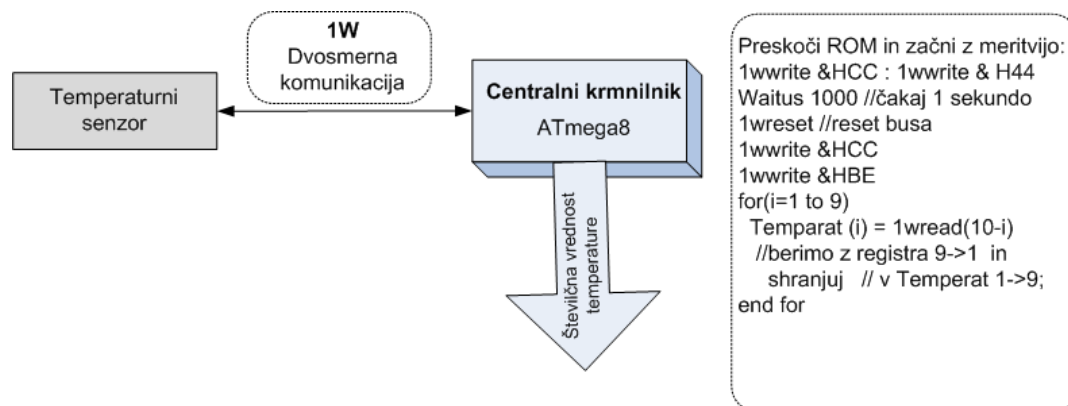 1W
Dvosmerna
komunikacija
Temperaturni
senzor
Centralni krmnilnik
ATmega8
Števiilčna vrednost
temperature
Preskoči ROM in začni z meritvijo:
1wwrite &HCC : 1wwrite & H44
Waitus 1000 //čakaj 1 sekundo
1wreset //reset busa
1wwrite &HCC
1wwrite &HBE
for(i=1 to 9)
Temparat (i) = 1wread(10-i)
//berimo z registra 9->1 in
shranjuj // v Temperat 1->9;
end for